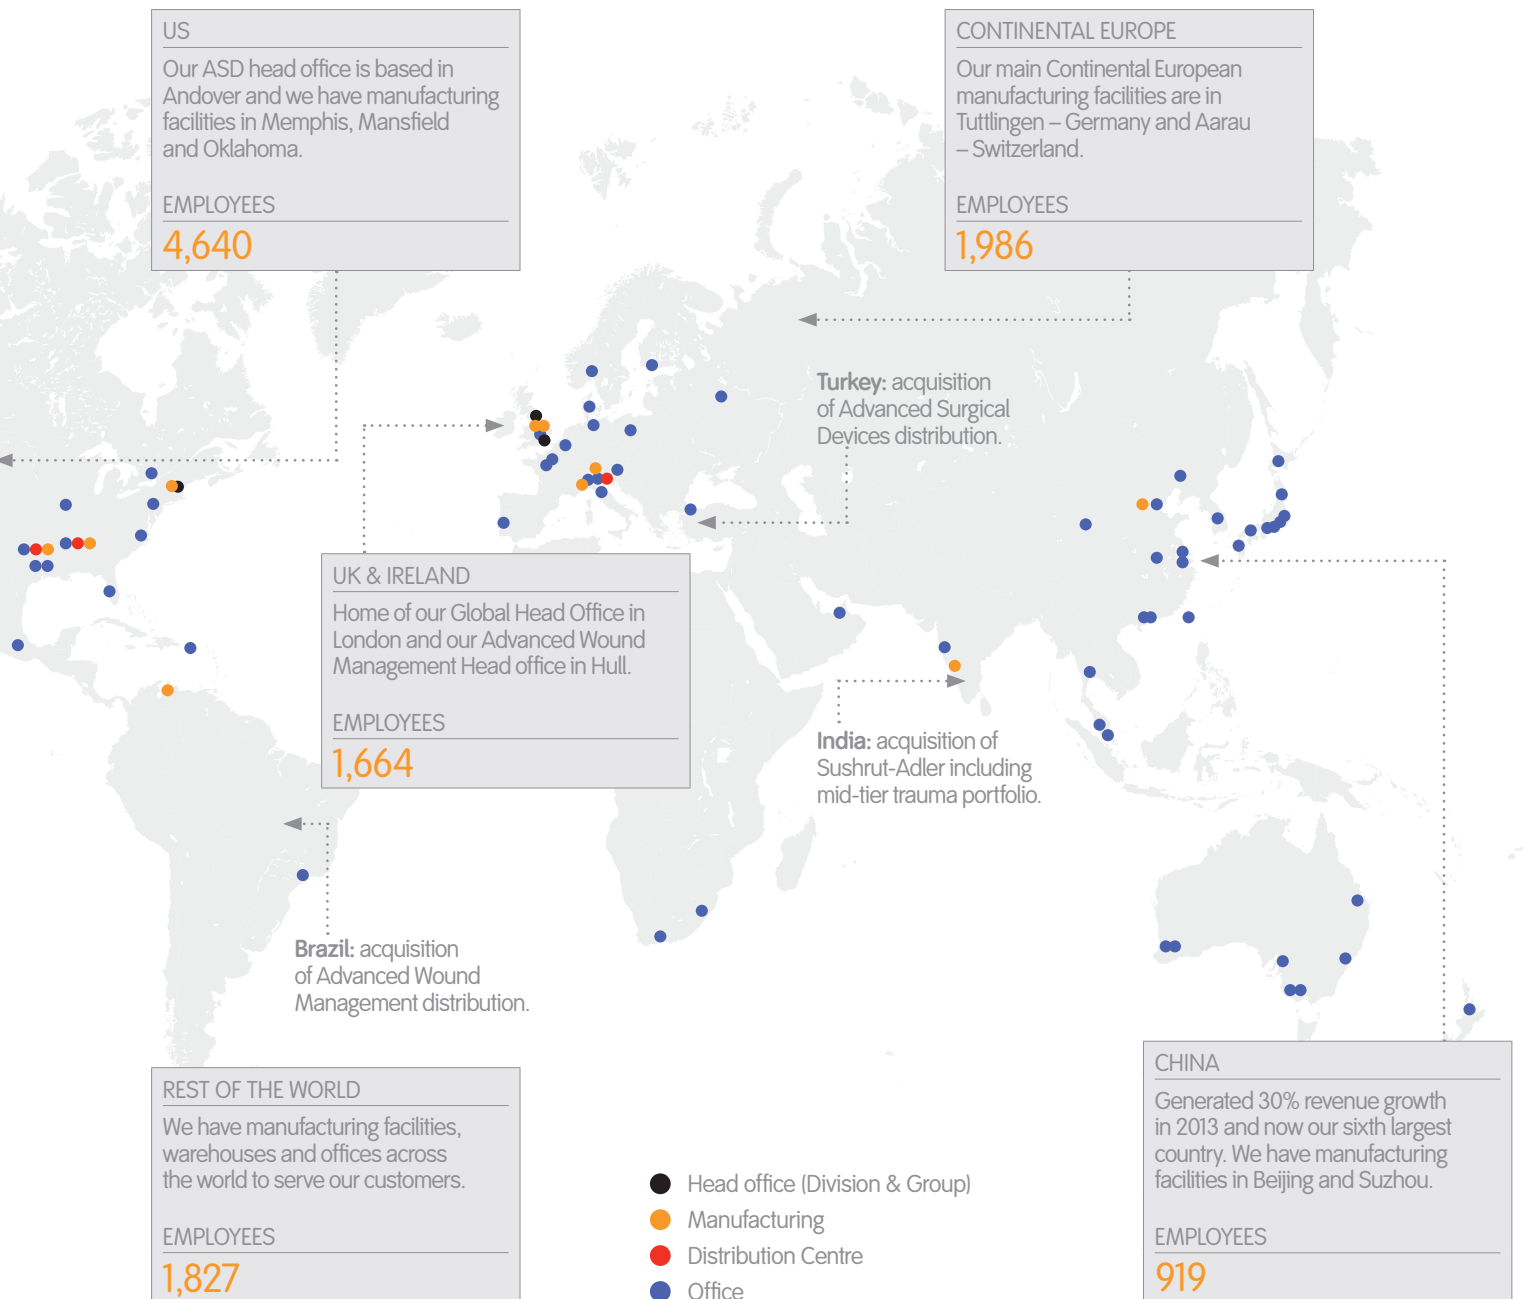 US
Our ASD head office is based in
Andover and we have manufacturing
facilities in Memphis, Mansfield
and Oklahoma.
EMPLOYEES
4,640
CONTINENTAL EUROPE
Our main Continental European
manufacturing facilities are in
Tuttlingen – Germany and Aarau
– Switzerland.
EMPLOYEES
1,986
Turkey: acquisition
of Advanced Surgical
Devices distribution.
UK & IRELAND
Home of our Global Head Office in
London and our Advanced Wound
Management Head office in Hull.
EMPLOYEES
1,664
India: acquisition of
Sushrut-Adler including
mid-tier trauma portfolio.
Brazil: acquisition
of Advanced Wound
Management distribution.
REST OF THE WORLD
We have manufacturing facilities,
warehouses and offices across
the world to serve our customers.
EMPLOYEES
1,827
Head office (Division & Group)
Manufacturing
Distribution Centre
Office
CHINA
Generated 30% revenue growth
in 2013 and now our sixth largest
country. We have manufacturing
facilities in Beijing and Suzhou.
EMPLOYEES
919